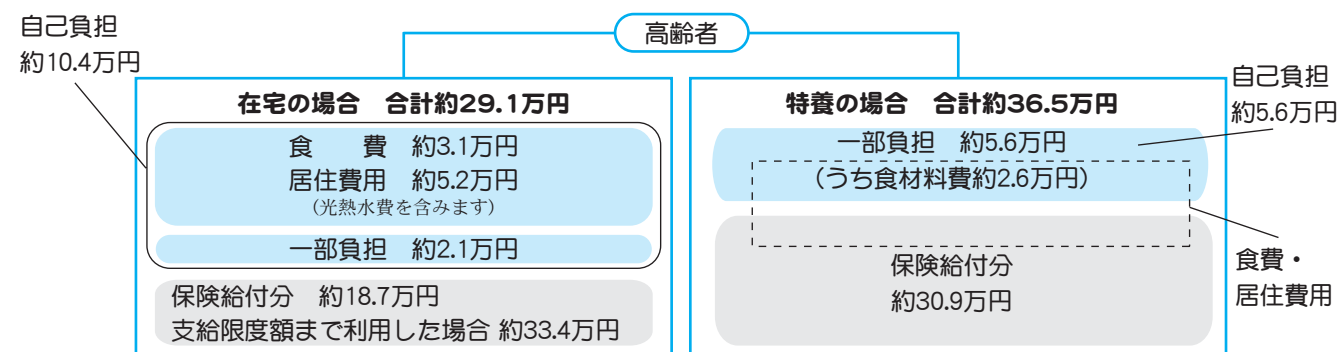 高齢者
自己負担
約10.4万円
在宅の場合　合計約29.1万円
食　　費　約3.1万円
居住費用　約5.2万円
(光熱水費を含みます)
一部負担　約2.1万円
保険給付分　約18.7万円
支給限度額まで利用した場合 約33.4万円
特養の場合　合計約36.5万円
一部負担　約5.6万円
（うち食材料費約2.6万円）
保険給付分
約30.9万円
自己負担
約5.6万円
食費・
居住費用